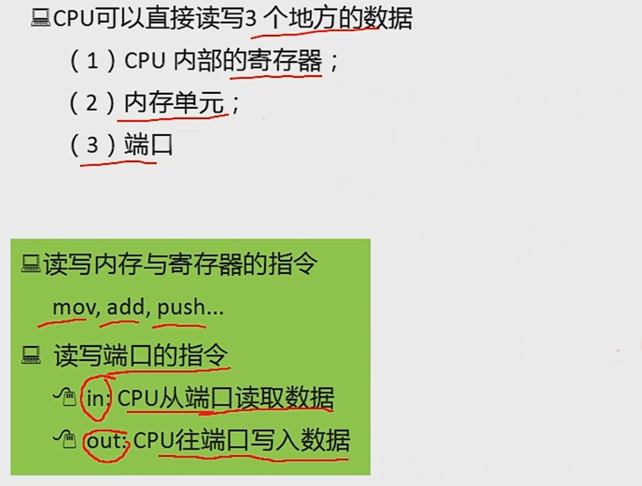 CPU可以直接读写3 个地方的数据
（1）CPU 内部的寄存器；
（2）内存单元；
（3）端口
读写内存与寄存器的指令
mov, add, push...
读写端口的指令
in: CPU从端口读取数据
out: CPU往端口写入数据